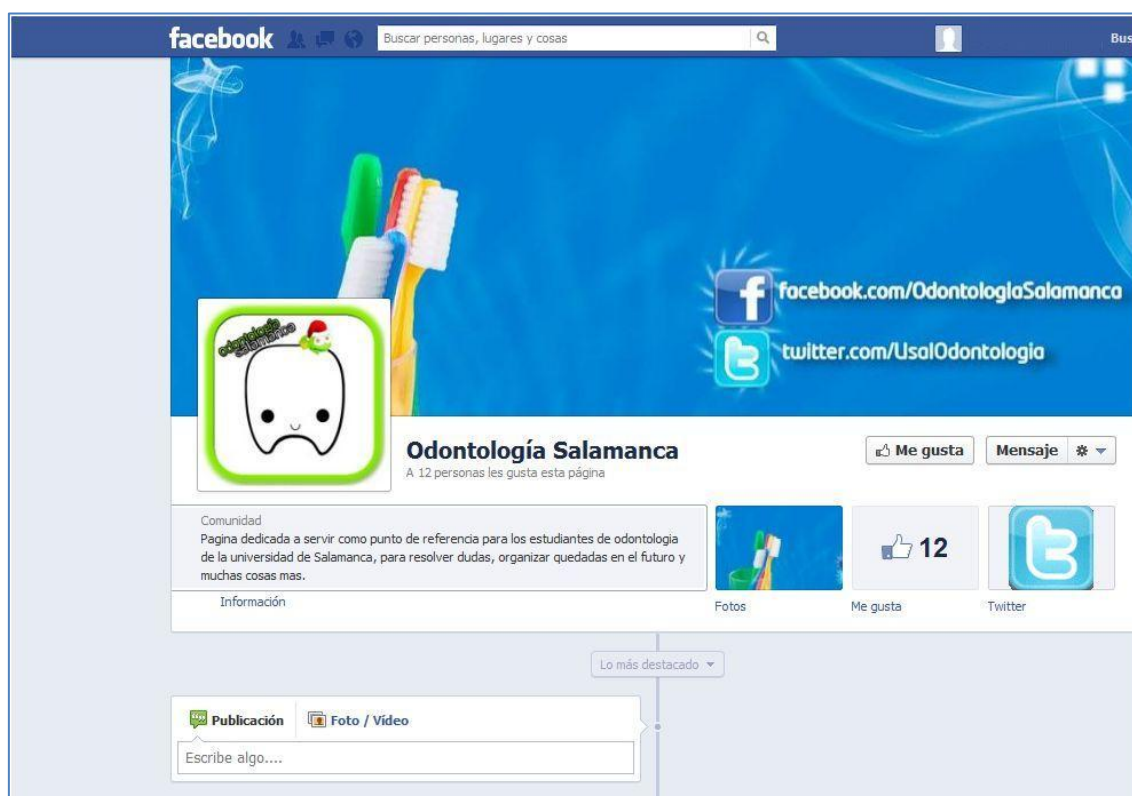 facebook
Buscar personas, lugares y cosas
Bus
facebook.com/OdontologiaSalamanca
twitter.com/UsalOdontologia
odontología
salamanca
Odontología Salamanca
A 12 personas les gusta esta página
Me gusta
Mensaje
Comunidad
Pagina dedicada a servir como punto de referencia para los estudiantes de odontologia
de la universidad de Salamanca, para resolver dudas, organizar quedadas en el futuro y
muchas cosas mas.
Información
12
Fotos
Me gusta
Twitter
Lo más destacado
Publicación
Foto / Vídeo
Escribe algo....